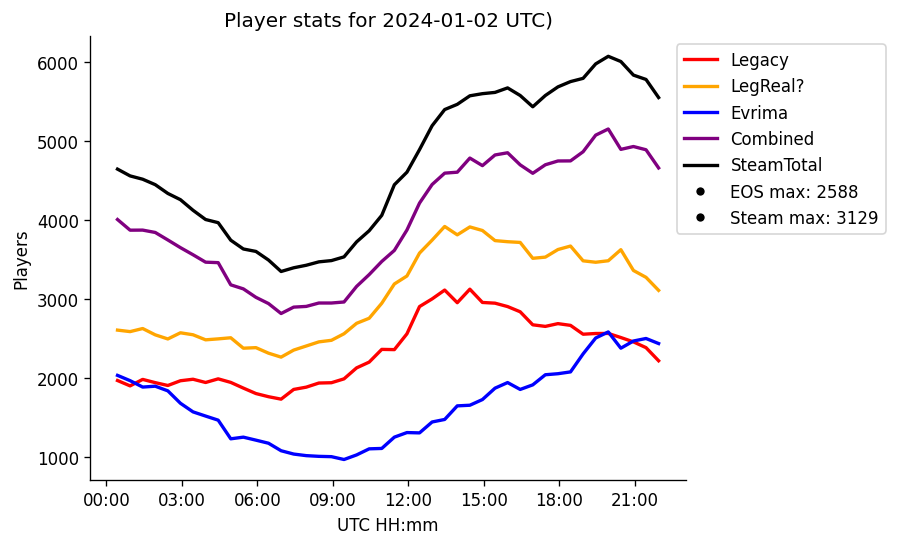 Player stats for 2024-01-02 UTC)
6000
5000
4000
3000
2000
1000
Players
00:00 03:00 06:00 09:00 12:00 15:00 18:00 21:00
UTC HH:mm
Legacy
LegReal?
Evrima
Combined
SteamTotal
EOS max: 2588
Steam max: 3129